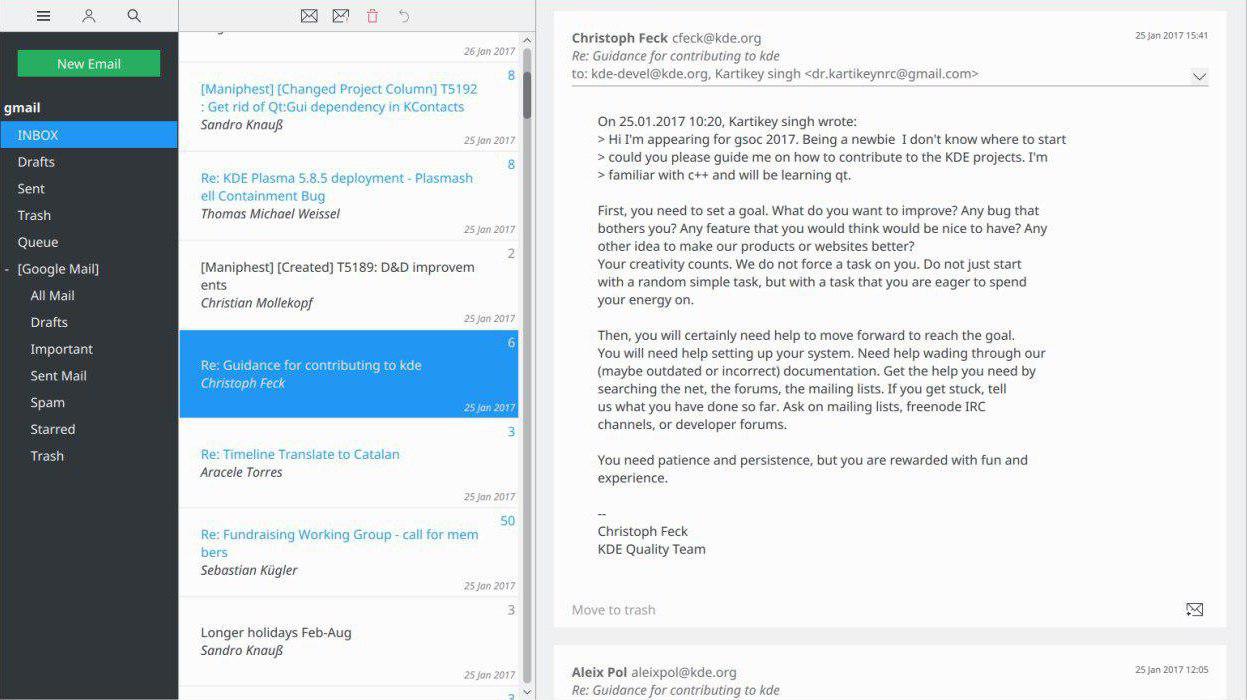 New Email
gmail
INBOX
Drafts
Sent
Trash
Queue
- [Google Mail]
All Mail
Drafts
Important
Sent Mail
Spam
Starred
Trash
26 Jan 2017
8
[Maniphest] [Changed Project Column] T5192
: Get rid of Qt:Gui dependency in KContacts
Sandro Knauß
25 Jan 2017
8
Re: KDE Plasma 5.8.5 deployment - Plasmash
ell Containment Bug
Thomas Michael Weissel
25 Jan 2017
2
[Maniphest] [Created] T5189: D&D improvem
ents
Christian Mollekopf
25 Jan 2017
6
Re: Guidance for contributing to kde
Christoph Feck
25 Jan 2017
3
Re: Timeline Translate to Catalan
Aracele Torres
25 Jan 2017
50
Re: Fundraising Working Group - call for mem
bers
Sebastian Kügler
25 Jan 2017
3
Longer holidays Feb-Aug
Sandro Knauß
25 Jan 2017
3
Christoph Feck cfeck@kde.org
25 Jan 2017 15:41
Re: Guidance for contributing to kde
to: kde-devel@kde.org, Kartikey singh <dr.kartikeynrc@gmail.com>
On 25.01.2017 10:20, Kartikey singh wrote:
> Hi I'm appearing for gsoc 2017. Being a newbie  I don't know where to start
> could you please guide me on how to contribute to the KDE projects. I'm
> familiar with c++ and will be learning qt.
First, you need to set a goal. What do you want to improve? Any bug that
bothers you? Any feature that you would think would be nice to have? Any
other idea to make our products or websites better?
Your creativity counts. We do not force a task on you. Do not just start
with a random simple task, but with a task that you are eager to spend
your energy on.
Then, you will certainly need help to move forward to reach the goal.
You will need help setting up your system. Need help wading through our
(maybe outdated or incorrect) documentation. Get the help you need by
searching the net, the forums, the mailing lists. If you get stuck, tell
us what you have done so far. Ask on mailing lists, freenode IRC
channels, or developer forums.
You need patience and persistence, but you are rewarded with fun and
experience.
--
Christoph Feck
KDE Quality Team
Move to trash
Aleix Pol aleixpol@kde.org
25 Jan 2017 12:05
Re: Guidance for contributing to kde